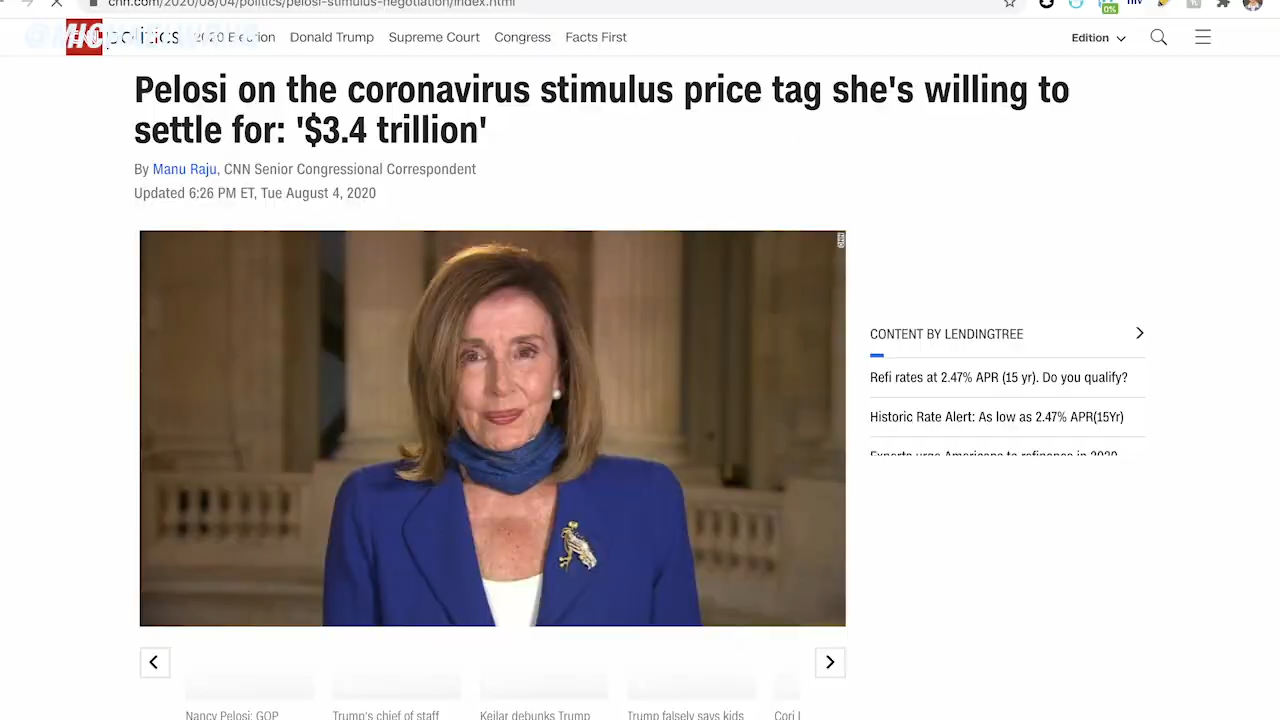 cnn.com/2020/08/04/politics/pelosi-stimulus-negotiation/index.html
0%
CNN politics 2020 Election Donald Trump Supreme Court Congress Facts First Edition
Pelosi on the coronavirus stimulus price tag she's willing to
settle for: '$3.4 trillion'
By Manu Raju, CNN Senior Congressional Correspondent
Updated 6:26 PM ET, Tue August 4, 2020
CNN
CONTENT BY LENDINGTREE
Refi rates at 2.47% APR (15 yr). Do you qualify?
Historic Rate Alert: As low as 2.47% APR(15Yr)
Experts urge Americans to refinance in 2020
Nancy Pelosi: GOP Trump's chief of staff Keilar debunks Trump Trump falsely says kids Cori